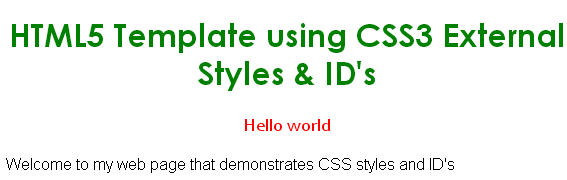 HTML5 Template using CSS3 External
Styles & ID's
Hello world
Welcome to my web page that demonstrates CSS styles and ID's